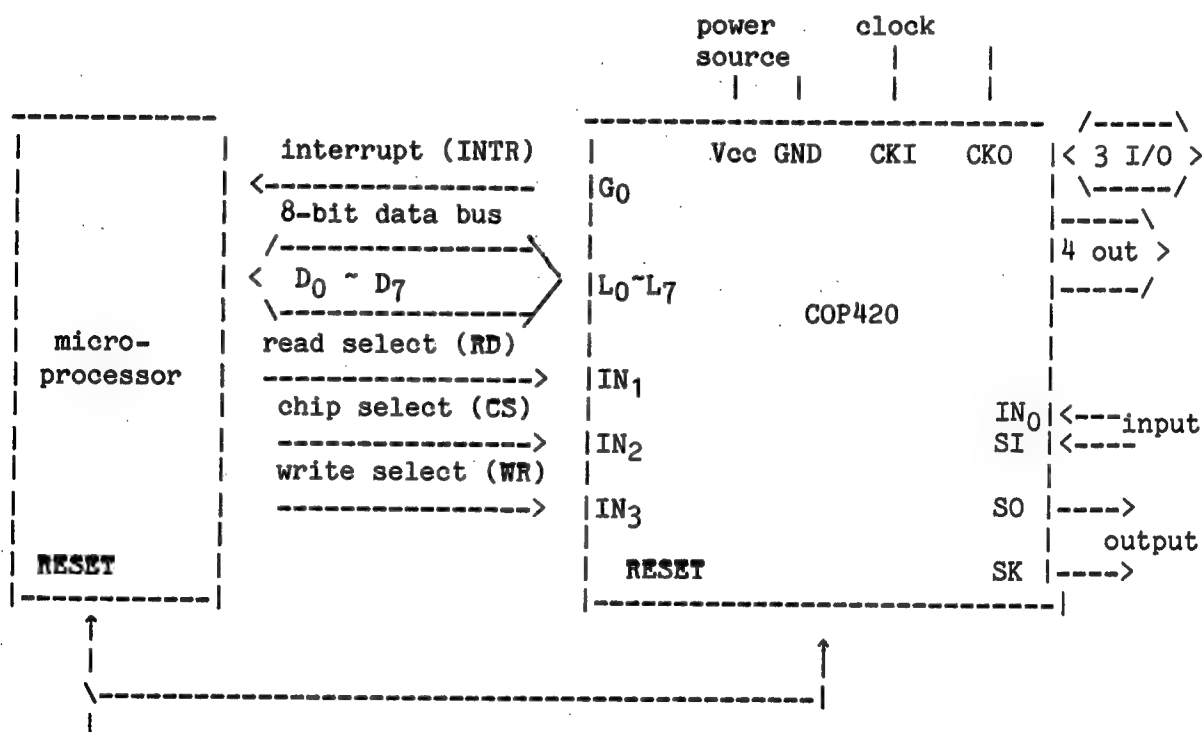 power clock
source
interrupt (INTR) Vcc GND CKI CKO < 3 I/O >
G0
8-bit data bus
4 out >
< D0 ~ D7 L0~L7
COP420
micro- read select (RD)
processor IN1
chip select (CS) IN0 <---input
IN2 SI <----
write select (WR)
IN3 SO ---->
output
RESET RESET SK ---->